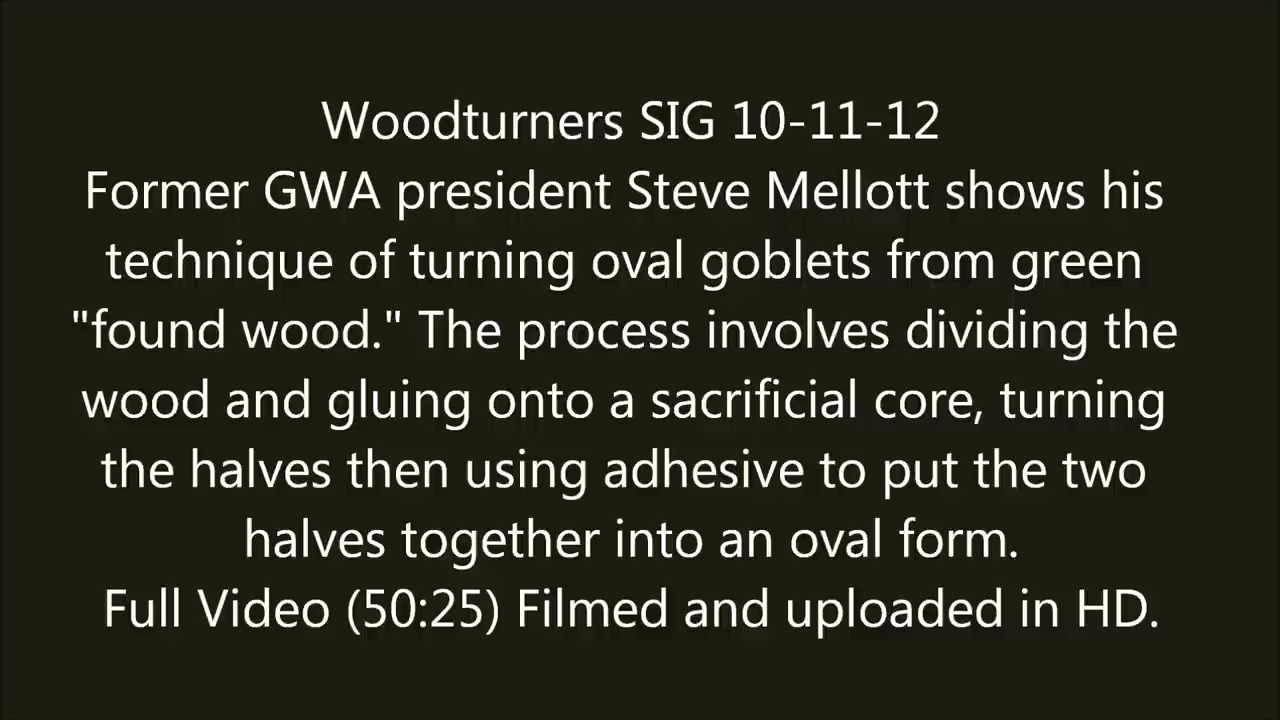 Woodturners SIG 10-11-12
Former GWA president Steve Mellott shows his
technique of turning oval goblets from green
"found wood." The process involves dividing the
wood and gluing onto a sacrificial core, turning
the halves then using adhesive to put the two
halves together into an oval form.
Full Video (50:25) Filmed and uploaded in HD.